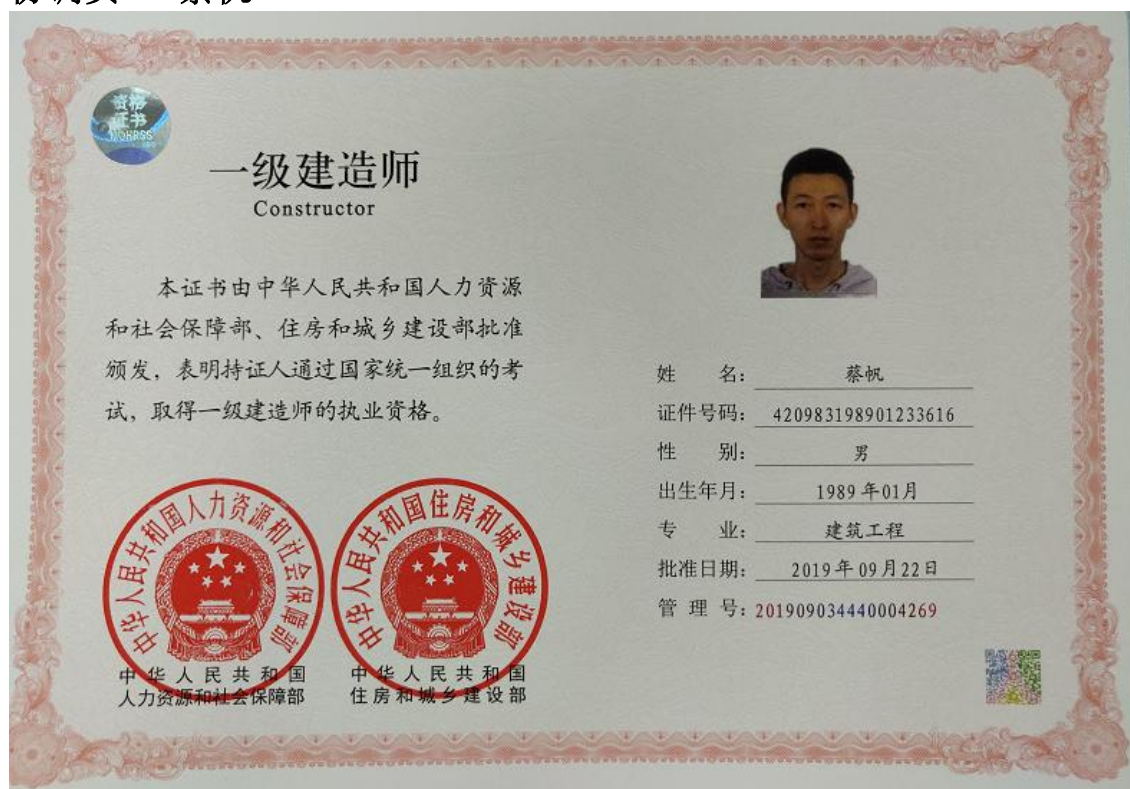 资格
证书
MOHRSS
一级建造师
Constructor
本证书由中华人民共和国人力资源
和社会保障部、住房和城乡建设部批准
颁发，表明持证人通过国家统一组织的考
试，取得一级建造师的执业资格。
中华人民共和国人力资源和社会保障部
中华人民共和国住房和城乡建设部
中华人民共和国
人力资源和社会保障部
中华人民共和国
住房和城乡建设部
姓 名：蔡帆
证件号码：420983198901233616
性 别：男
出生年月：1989年01月
专 业：建筑工程
批准日期：2019年09月22日
管 理 号：201909034440004269